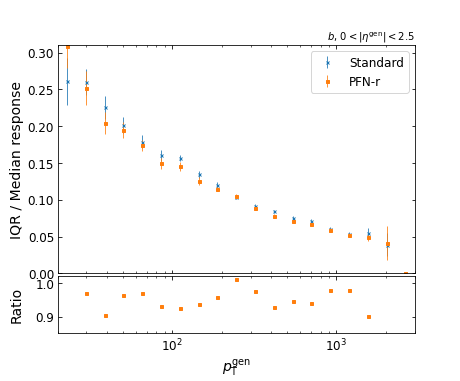 b, 0 < |η^gen| < 2.5
0.30
0.25
0.20
0.15
0.10
0.05
0.00
IQR / Median response
Standard
PFN-r
1.0
0.9
Ratio
10^2
10^3
p_T^gen